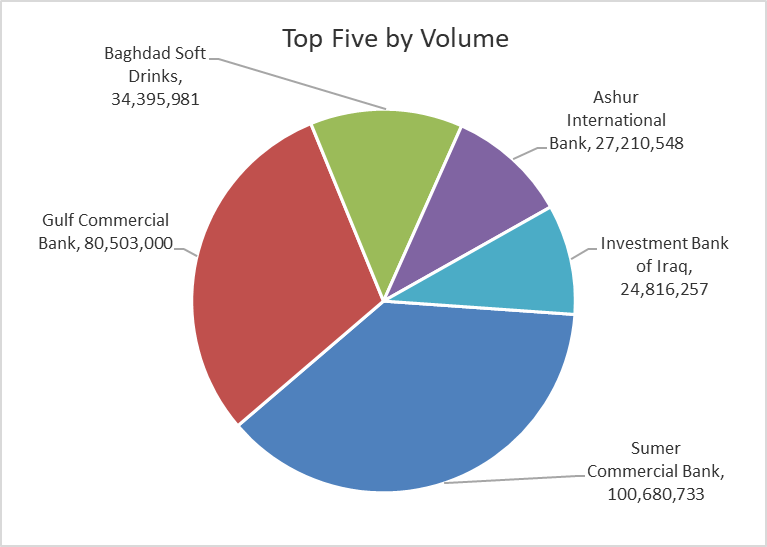 Top Five by Volume
Baghdad Soft
Drinks,
34,395,981
Ashur
International
Bank, 27,210,548
Gulf Commercial
Bank, 80,503,000
Investment Bank
of Iraq,
24,816,257
Sumer
Commercial Bank,
100,680,733